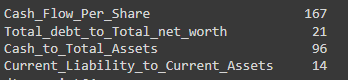 Cash_Flow_Per_Share 167
Total_debt_to_Total_net_worth 21
Cash_to_Total_Assets 96
Current_Liability_to_Current_Assets 14